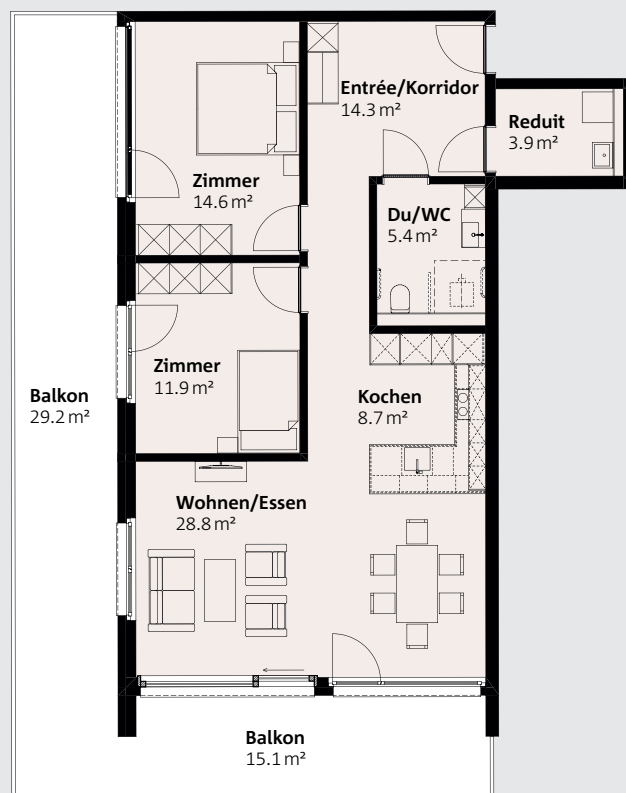 Entrée/Korridor
14.3 m²
Reduit
3.9 m²
Zimmer
14.6 m²
Du/WC
5.4 m²
Zimmer
11.9 m²
Balkon
29.2 m²
Kochen
8.7 m²
Wohnen/Essen
28.8 m²
Balkon
15.1 m²